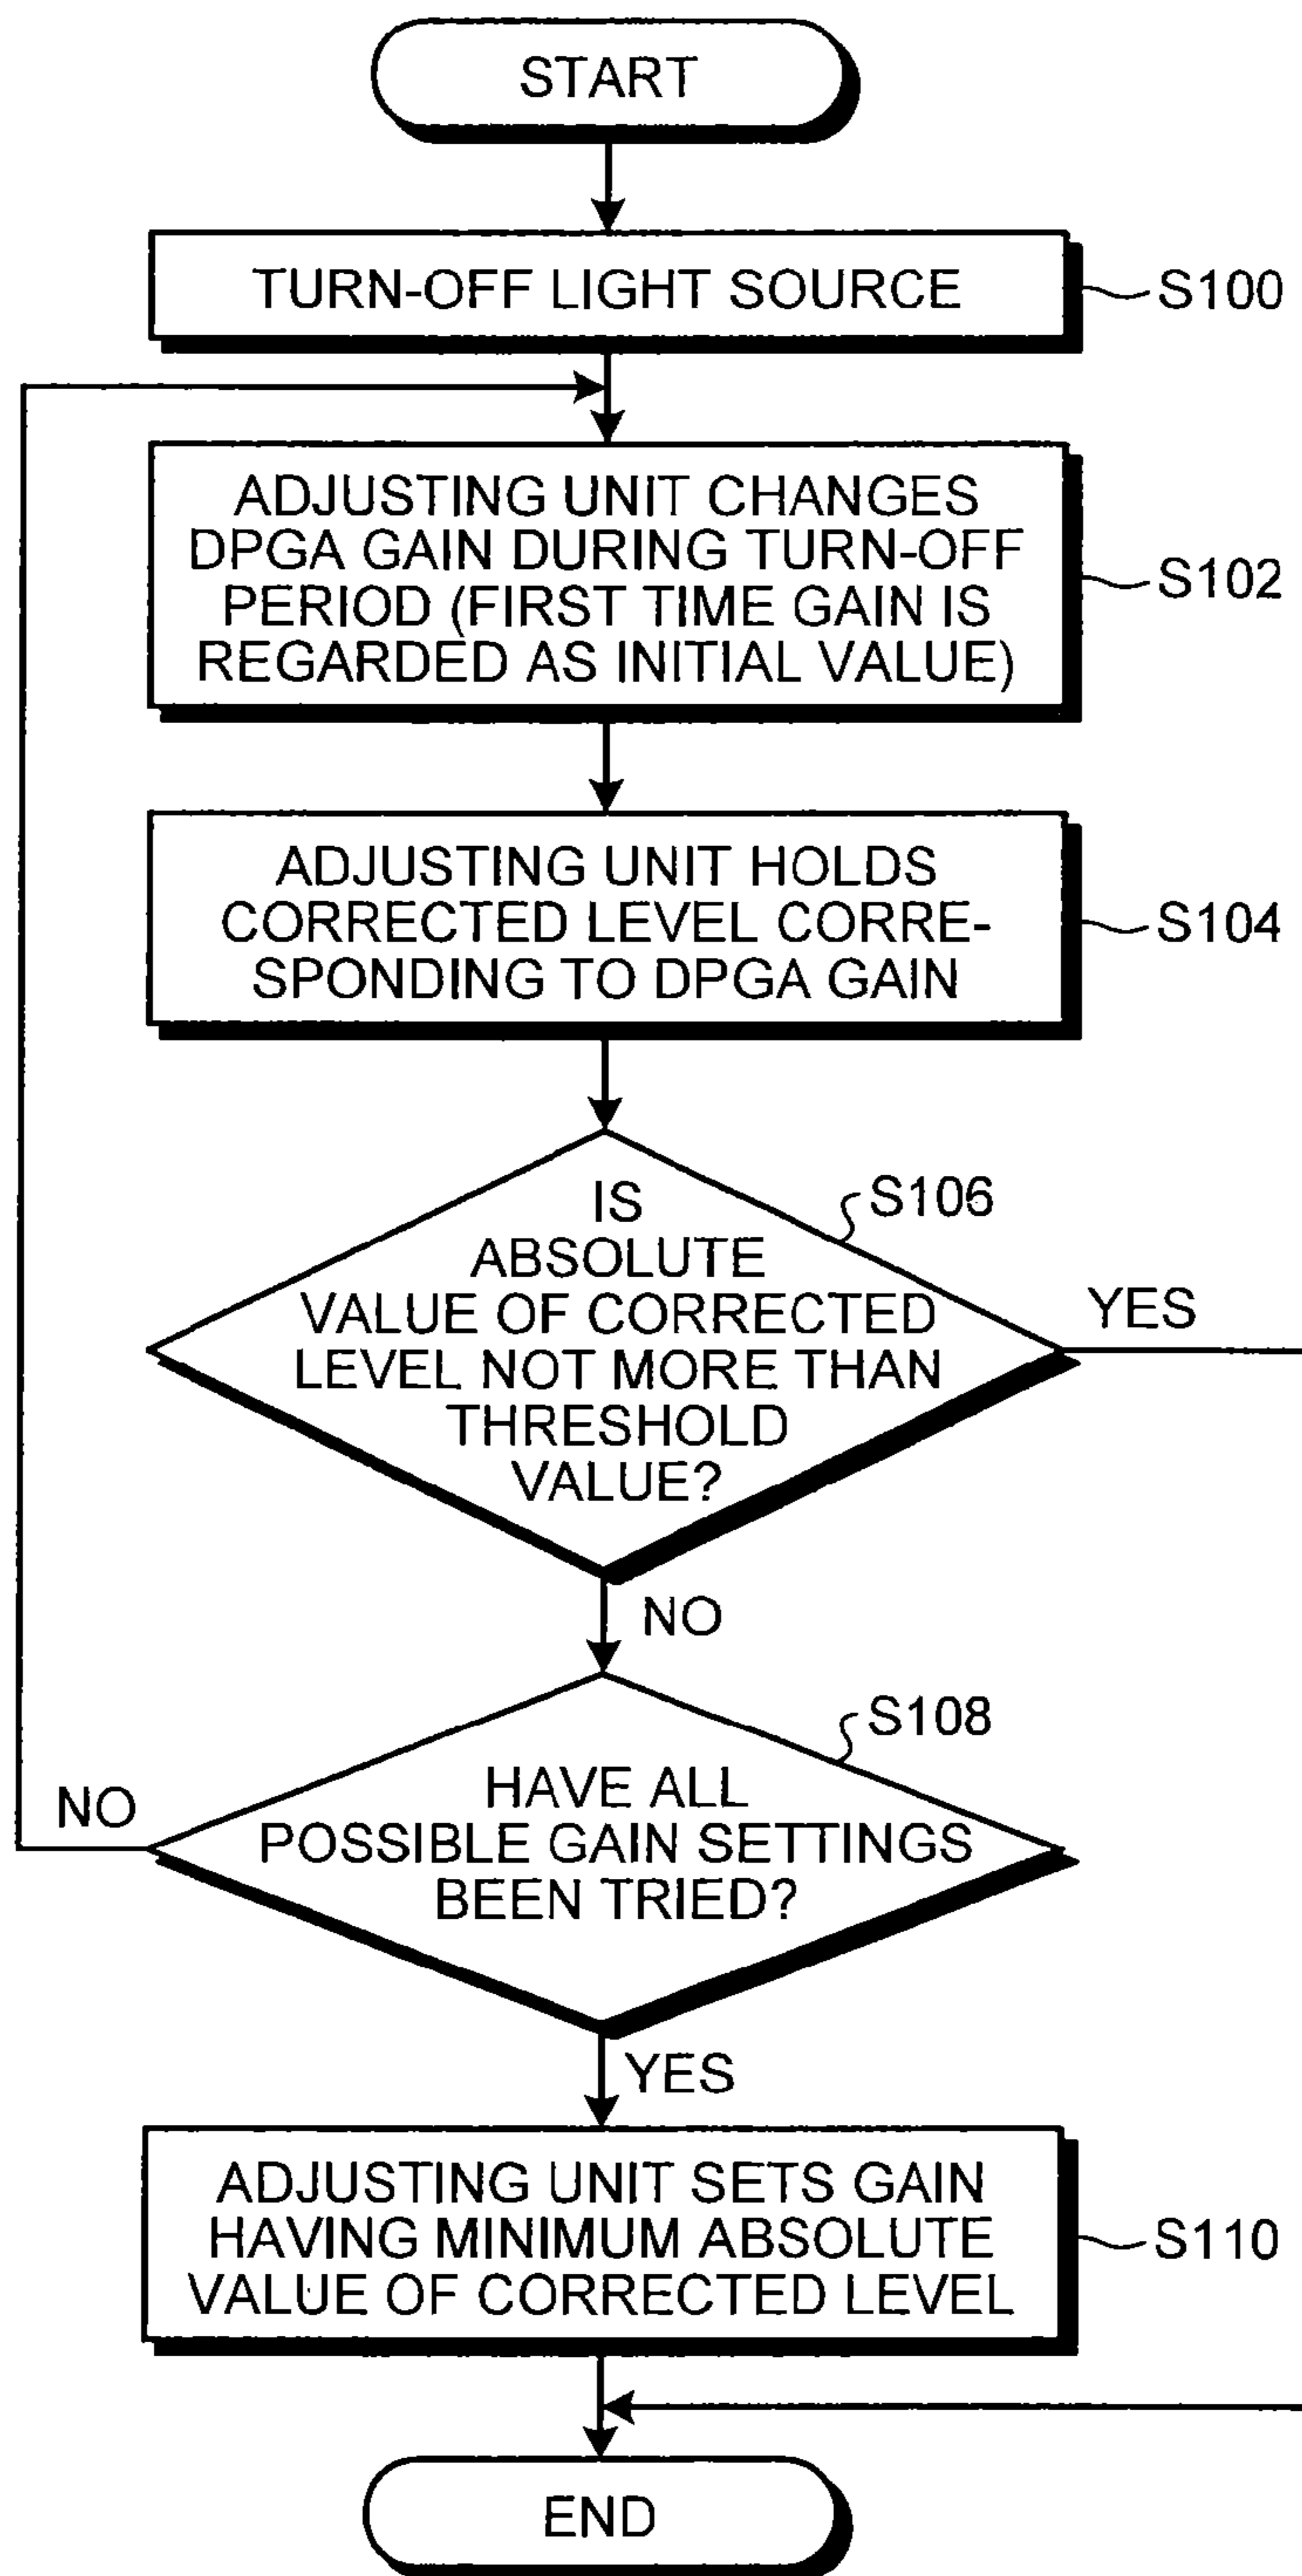 START
TURN-OFF LIGHT SOURCE
S100
ADJUSTING UNIT CHANGES
DPGA GAIN DURING TURN-OFF
PERIOD (FIRST TIME GAIN IS
REGARDED AS INITIAL VALUE)
S102
ADJUSTING UNIT HOLDS
CORRECTED LEVEL CORRE-
SPONDING TO DPGA GAIN
S104
IS
ABSOLUTE
VALUE OF CORRECTED
LEVEL NOT MORE THAN
THRESHOLD
VALUE?
S106
YES
NO
HAVE ALL
POSSIBLE GAIN SETTINGS
BEEN TRIED?
S108
NO
YES
ADJUSTING UNIT SETS GAIN
HAVING MINIMUM ABSOLUTE
VALUE OF CORRECTED LEVEL
S110
END